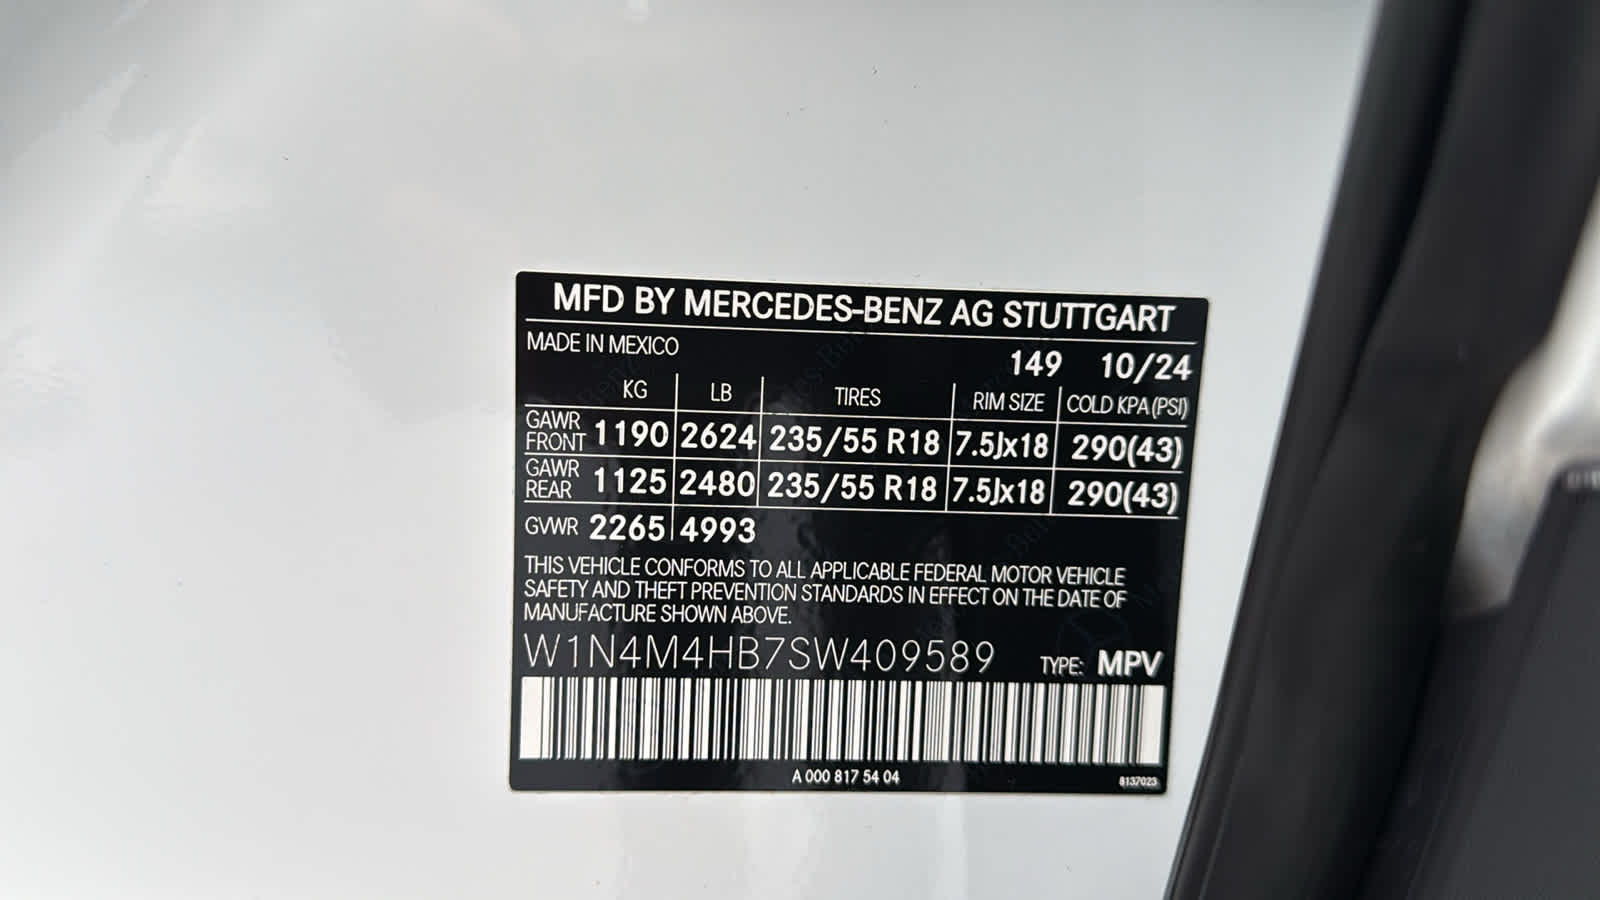 MFD BY MERCEDES-BENZ AG STUTTGART
MADE IN MEXICO
149 10/24
KG LB TIRES RIM SIZE COLD KPA(PSI)
GAWR FRONT 1190 2624 235/55 R18 7.5Jx18 290(43)
GAWR REAR 1125 2480 235/55 R18 7.5Jx18 290(43)
GVWR 2265 4993
THIS VEHICLE CONFORMS TO ALL APPLICABLE FEDERAL MOTOR VEHICLE
SAFETY AND THEFT PREVENTION STANDARDS IN EFFECT ON THE DATE OF
MANUFACTURE SHOWN ABOVE.
W1N4M4HB7SW409589 TYPE: MPV
A 000 817 54 04
8137023